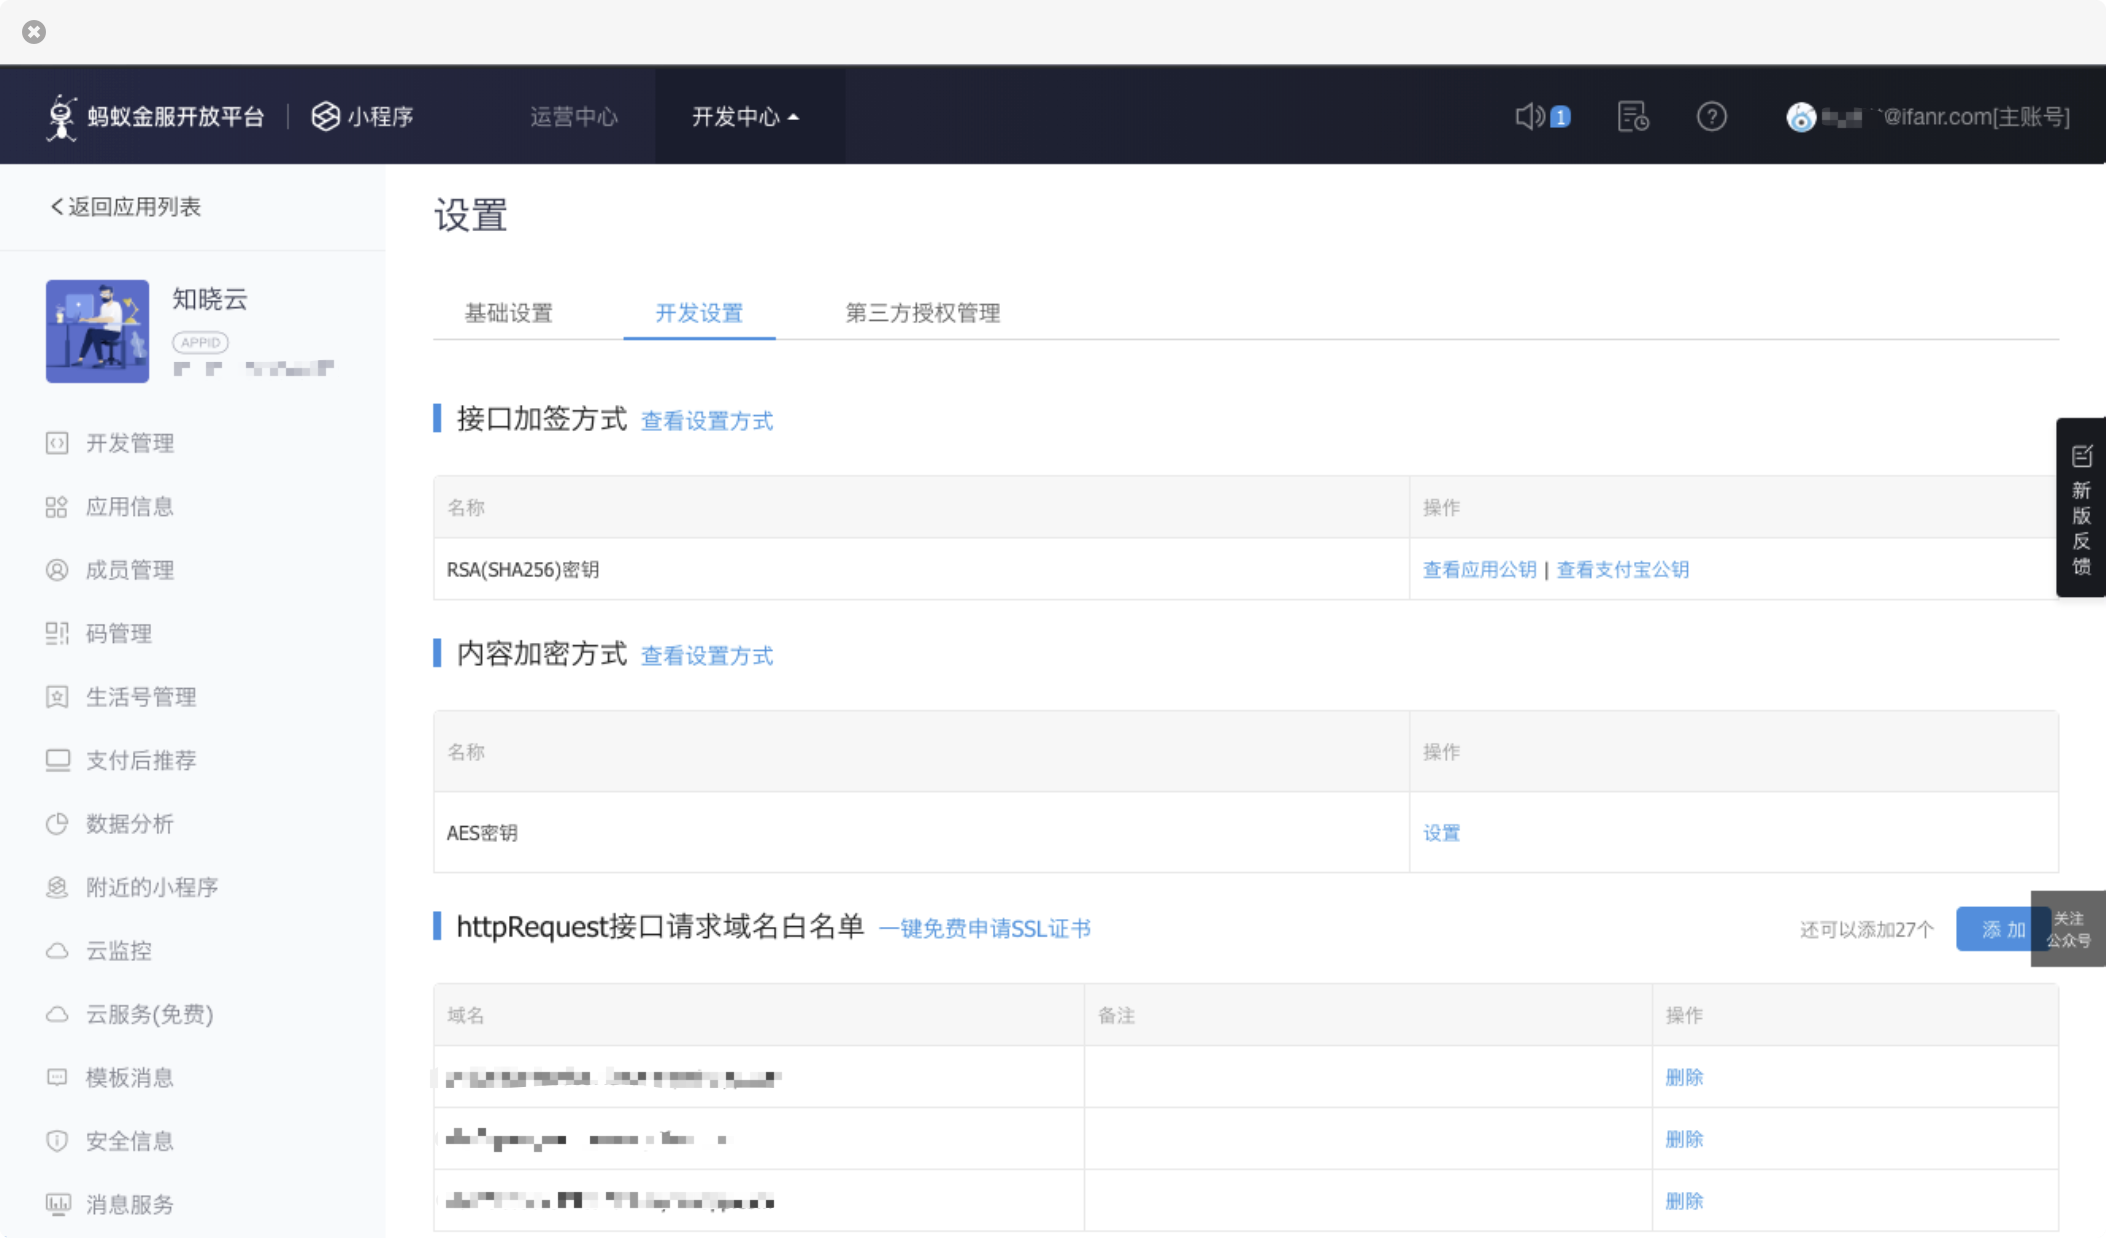 蚂蚁金服开放平台 小程序 运营中心 开发中心 1 @ifanr.com[主账号]
返回应用列表
知晓云
APPID
开发管理
应用信息
成员管理
码管理
生活号管理
支付后推荐
数据分析
附近的小程序
云监控
云服务(免费)
模板消息
安全信息
消息服务
设置
基础设置 开发设置 第三方授权管理
接口加签方式 查看设置方式
名称 操作
RSA(SHA256)密钥 查看应用公钥 | 查看支付宝公钥
内容加密方式 查看设置方式
名称 操作
AES密钥 设置
httpRequest接口请求域名白名单 一键免费申请SSL证书 还可以添加27个 添 加
域名 备注 操作
删除
删除
删除
新
版
反
馈
关注
公众号